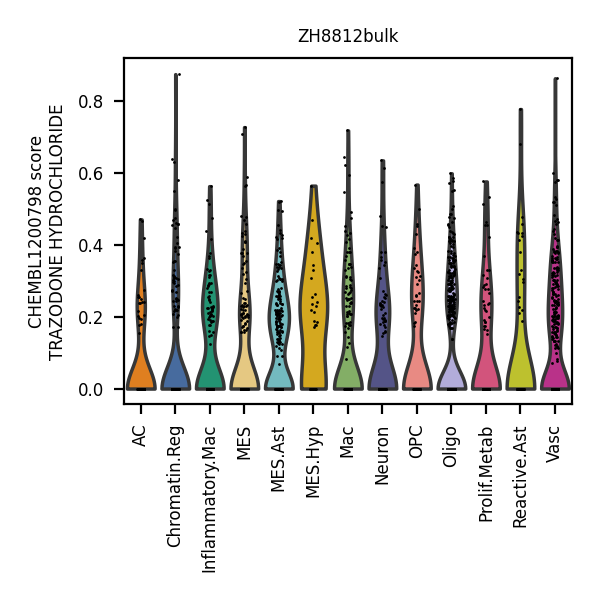 ZH8812bulk
CHEMBL1200798 score
TRAZODONE HYDROCHLORIDE
0.8
0.6
0.4
0.2
0.0
AC
Chromatin.Reg
Inflammatory.Mac
MES
MES.Ast
MES.Hyp
Mac
Neuron
OPC
Oligo
Prolif.Metab
Reactive.Ast
Vasc